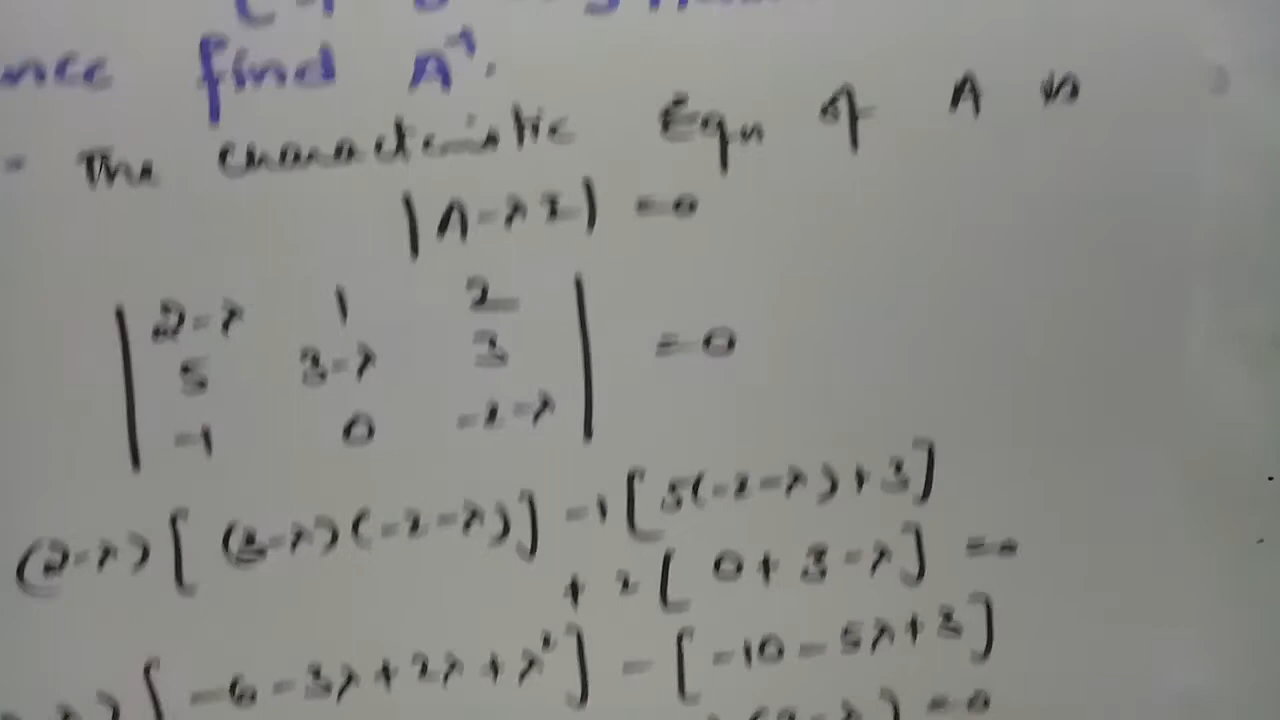 find A⁻¹.
The characteristic Eqn of A is
|A-λI| =0
| 2-λ 1 2 |
| 5 3-λ 3 | =0
| -1 0 -2-λ |
(2-λ)[(3-λ)(-2-λ)] -1[5(-2-λ)+3]
+2[0+3-λ] =0
[-6-3λ+2λ+λ²] -[-10-5λ+3]
=0